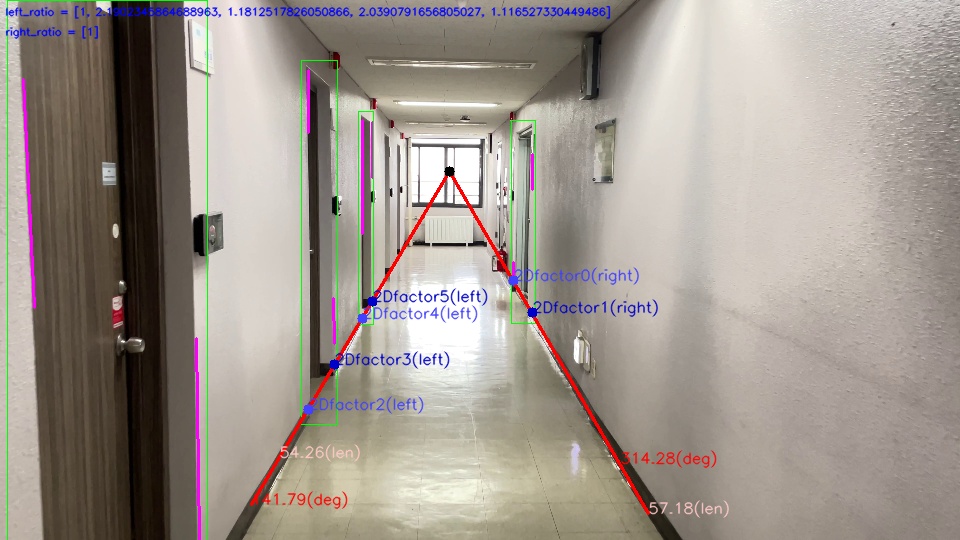 left_ratio = [1, 2.1902345864688963, 1.1812517826050866, 2.0390791656805027, 1.116527330449486]
right_ratio = [1]
2Dfactor0(right)
2Dfactor5(left)
2Dfactor1(right)
2Dfactor4(left)
2Dfactor3(left)
2Dfactor2(left)
54.26(len)
314.28(deg)
41.79(deg)
57.18(len)